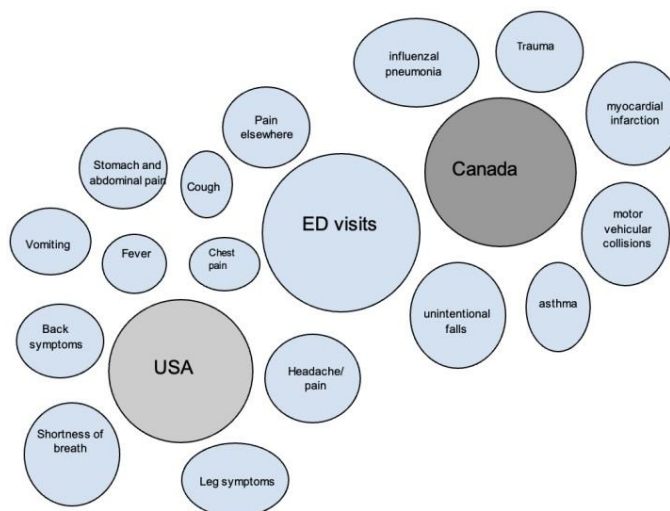 influenzal
pneumonia
Trauma
myocardial
infarction
Pain
elsewhere
Stomach and
abdominal pain
Cough
Canada
ED visits
motor
vehicular
collisions
Vomiting
Fever
Chest
pain
unintentional
falls
asthma
Back
symptoms
USA
Headache/
pain
Shortness of
breath
Leg symptoms